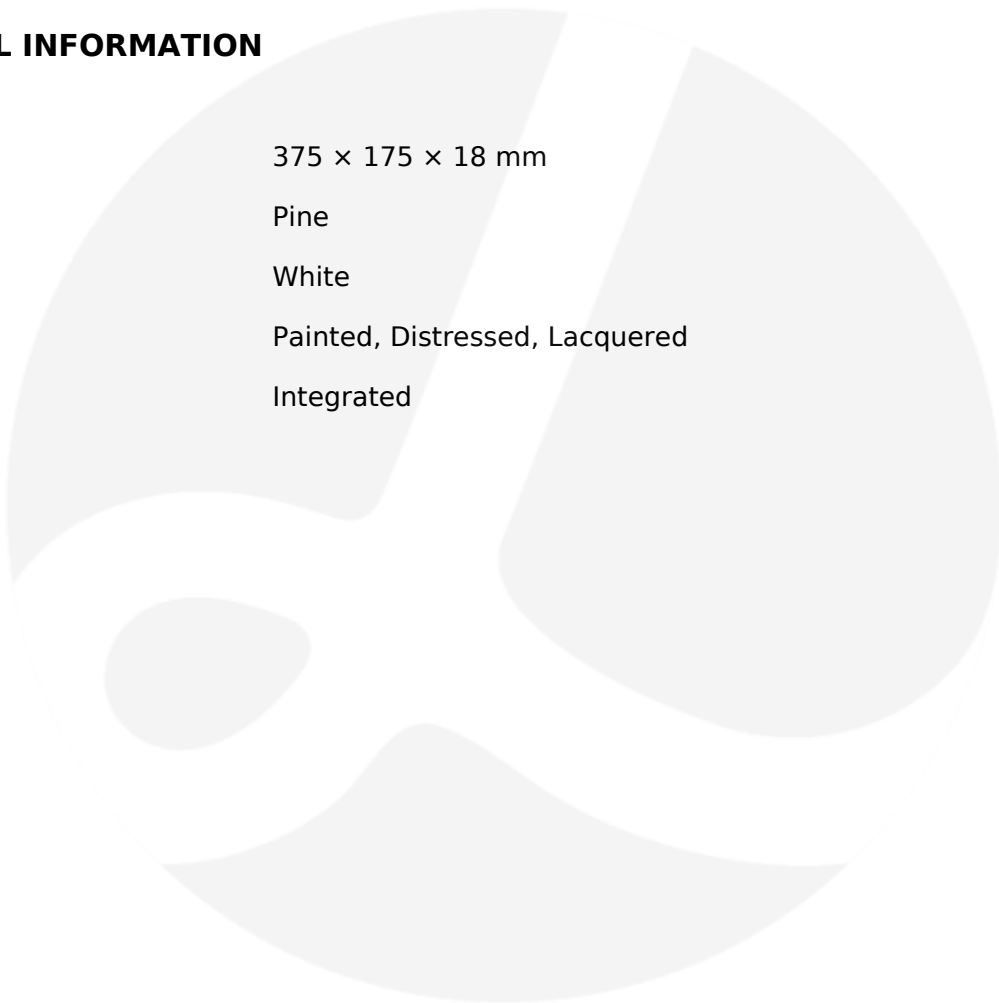 L INFORMATION
375 × 175 × 18 mm
Pine
White
Painted, Distressed, Lacquered
Integrated